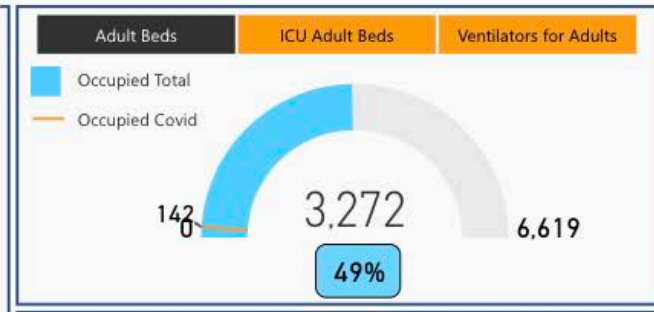 Adult Beds
ICU Adult Beds
Ventilators for Adults
Occupied Total
Occupied Covid
142
0
3,272
6,619
49%